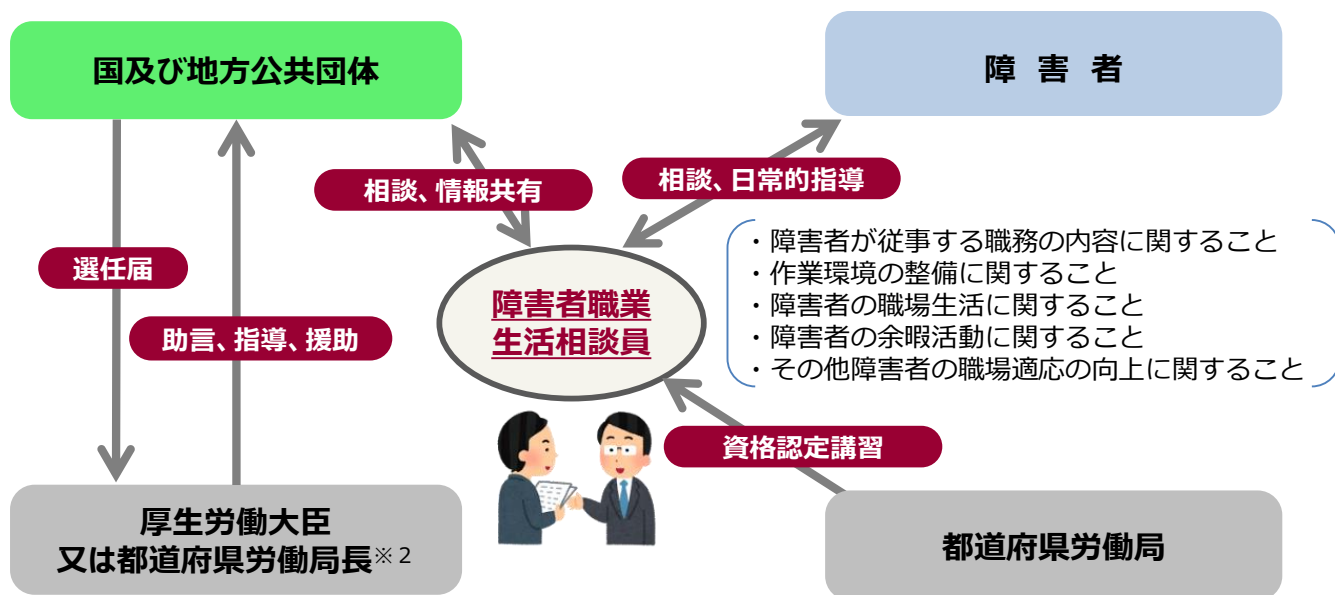 国及び地方公共団体
障 害 者
相談、情報共有
相談、日常的指導
選任届
助言、指導、援助
障害者職業
生活相談員
・障害者が従事する職務の内容に関すること
・作業環境の整備に関すること
・障害者の職場生活に関すること
・障害者の余暇活動に関すること
・その他障害者の職場適応の向上に関すること
資格認定講習
厚生労働大臣
又は都道府県労働局長※2
都道府県労働局